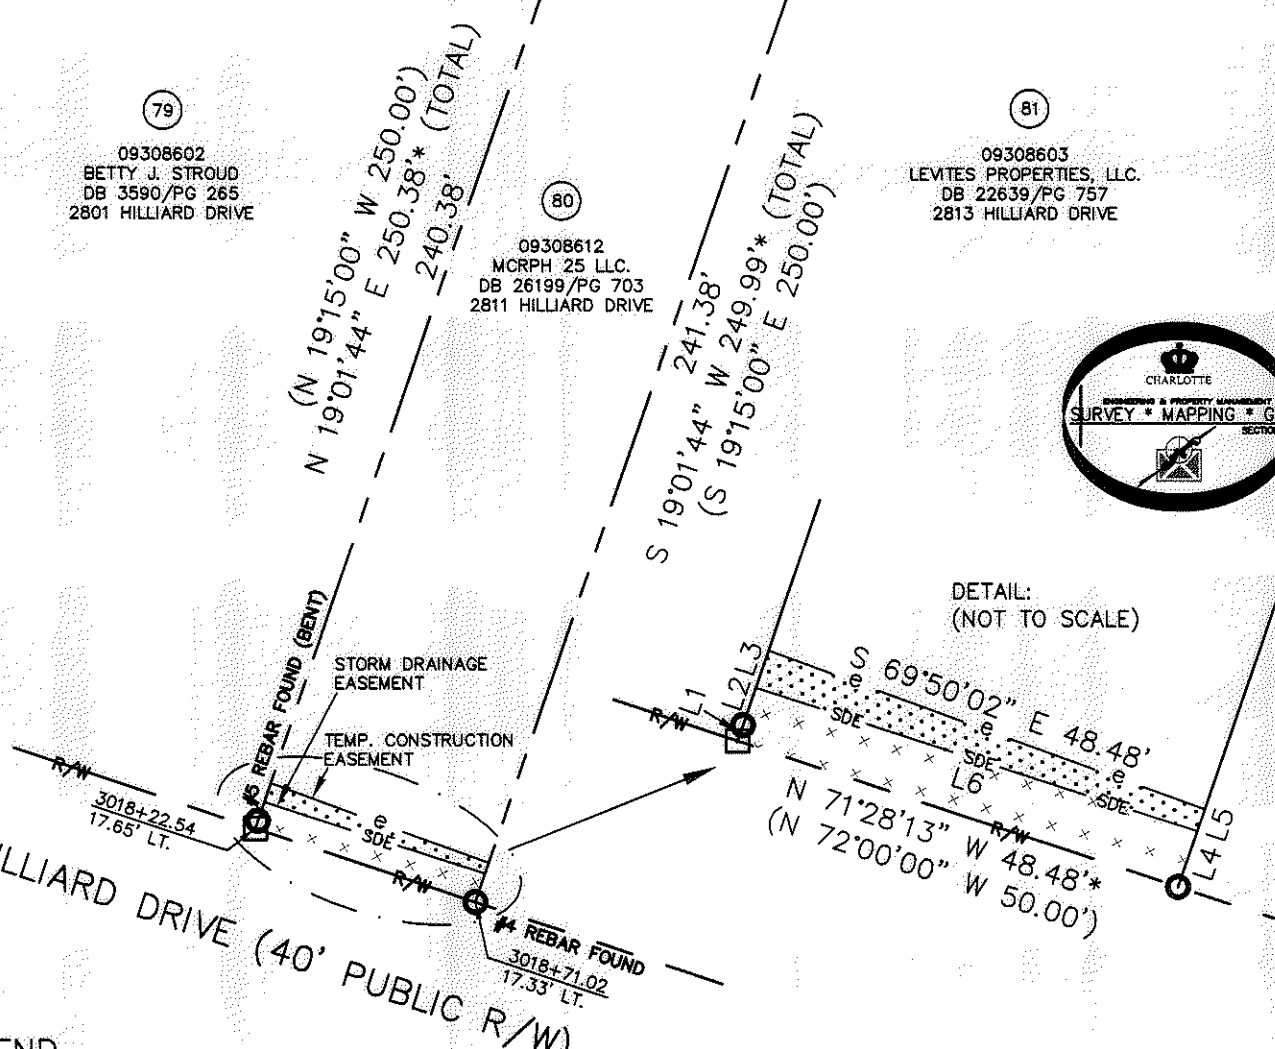 79
09308602
BETTY J. STROUD
DB 3590/PG 265
2801 HILLIARD DRIVE
(N 19°15'00" W 250.00')
N 19°01'44" E 250.38'* (TOTAL)
240.38'
80
09308612
MCRPH 25 LLC.
DB 26199/PG 703
2811 HILLIARD DRIVE
241.38'
S 19°01'44" W 249.99'* (TOTAL)
(S 19°15'00" E 250.00')
81
09308603
LEVITES PROPERTIES, LLC.
DB 22639/PG 757
2813 HILLIARD DRIVE
CHARLOTTE
ENGINEERING & PROPERTY MANAGEMENT
SURVEY * MAPPING * G
SECTIO
DETAIL:
(NOT TO SCALE)
#5 REBAR FOUND (BENT)
STORM DRAINAGE
EASEMENT
TEMP. CONSTRUCTION
EASEMENT
R/W
3018+22.54
17.65' LT.
e
SDE
R/W
#4 REBAR FOUND
3018+71.02
17.33' LT.
LLIARD DRIVE (40' PUBLIC R/W)
R/W
L1
L2
L3
S 69°50'02" E 48.48'
e
e
e
SDE
SDE
SDE
L6
R/W
N 71°28'13" W 48.48'*
(N 72°00'00" W 50.00')
L4
L5
END